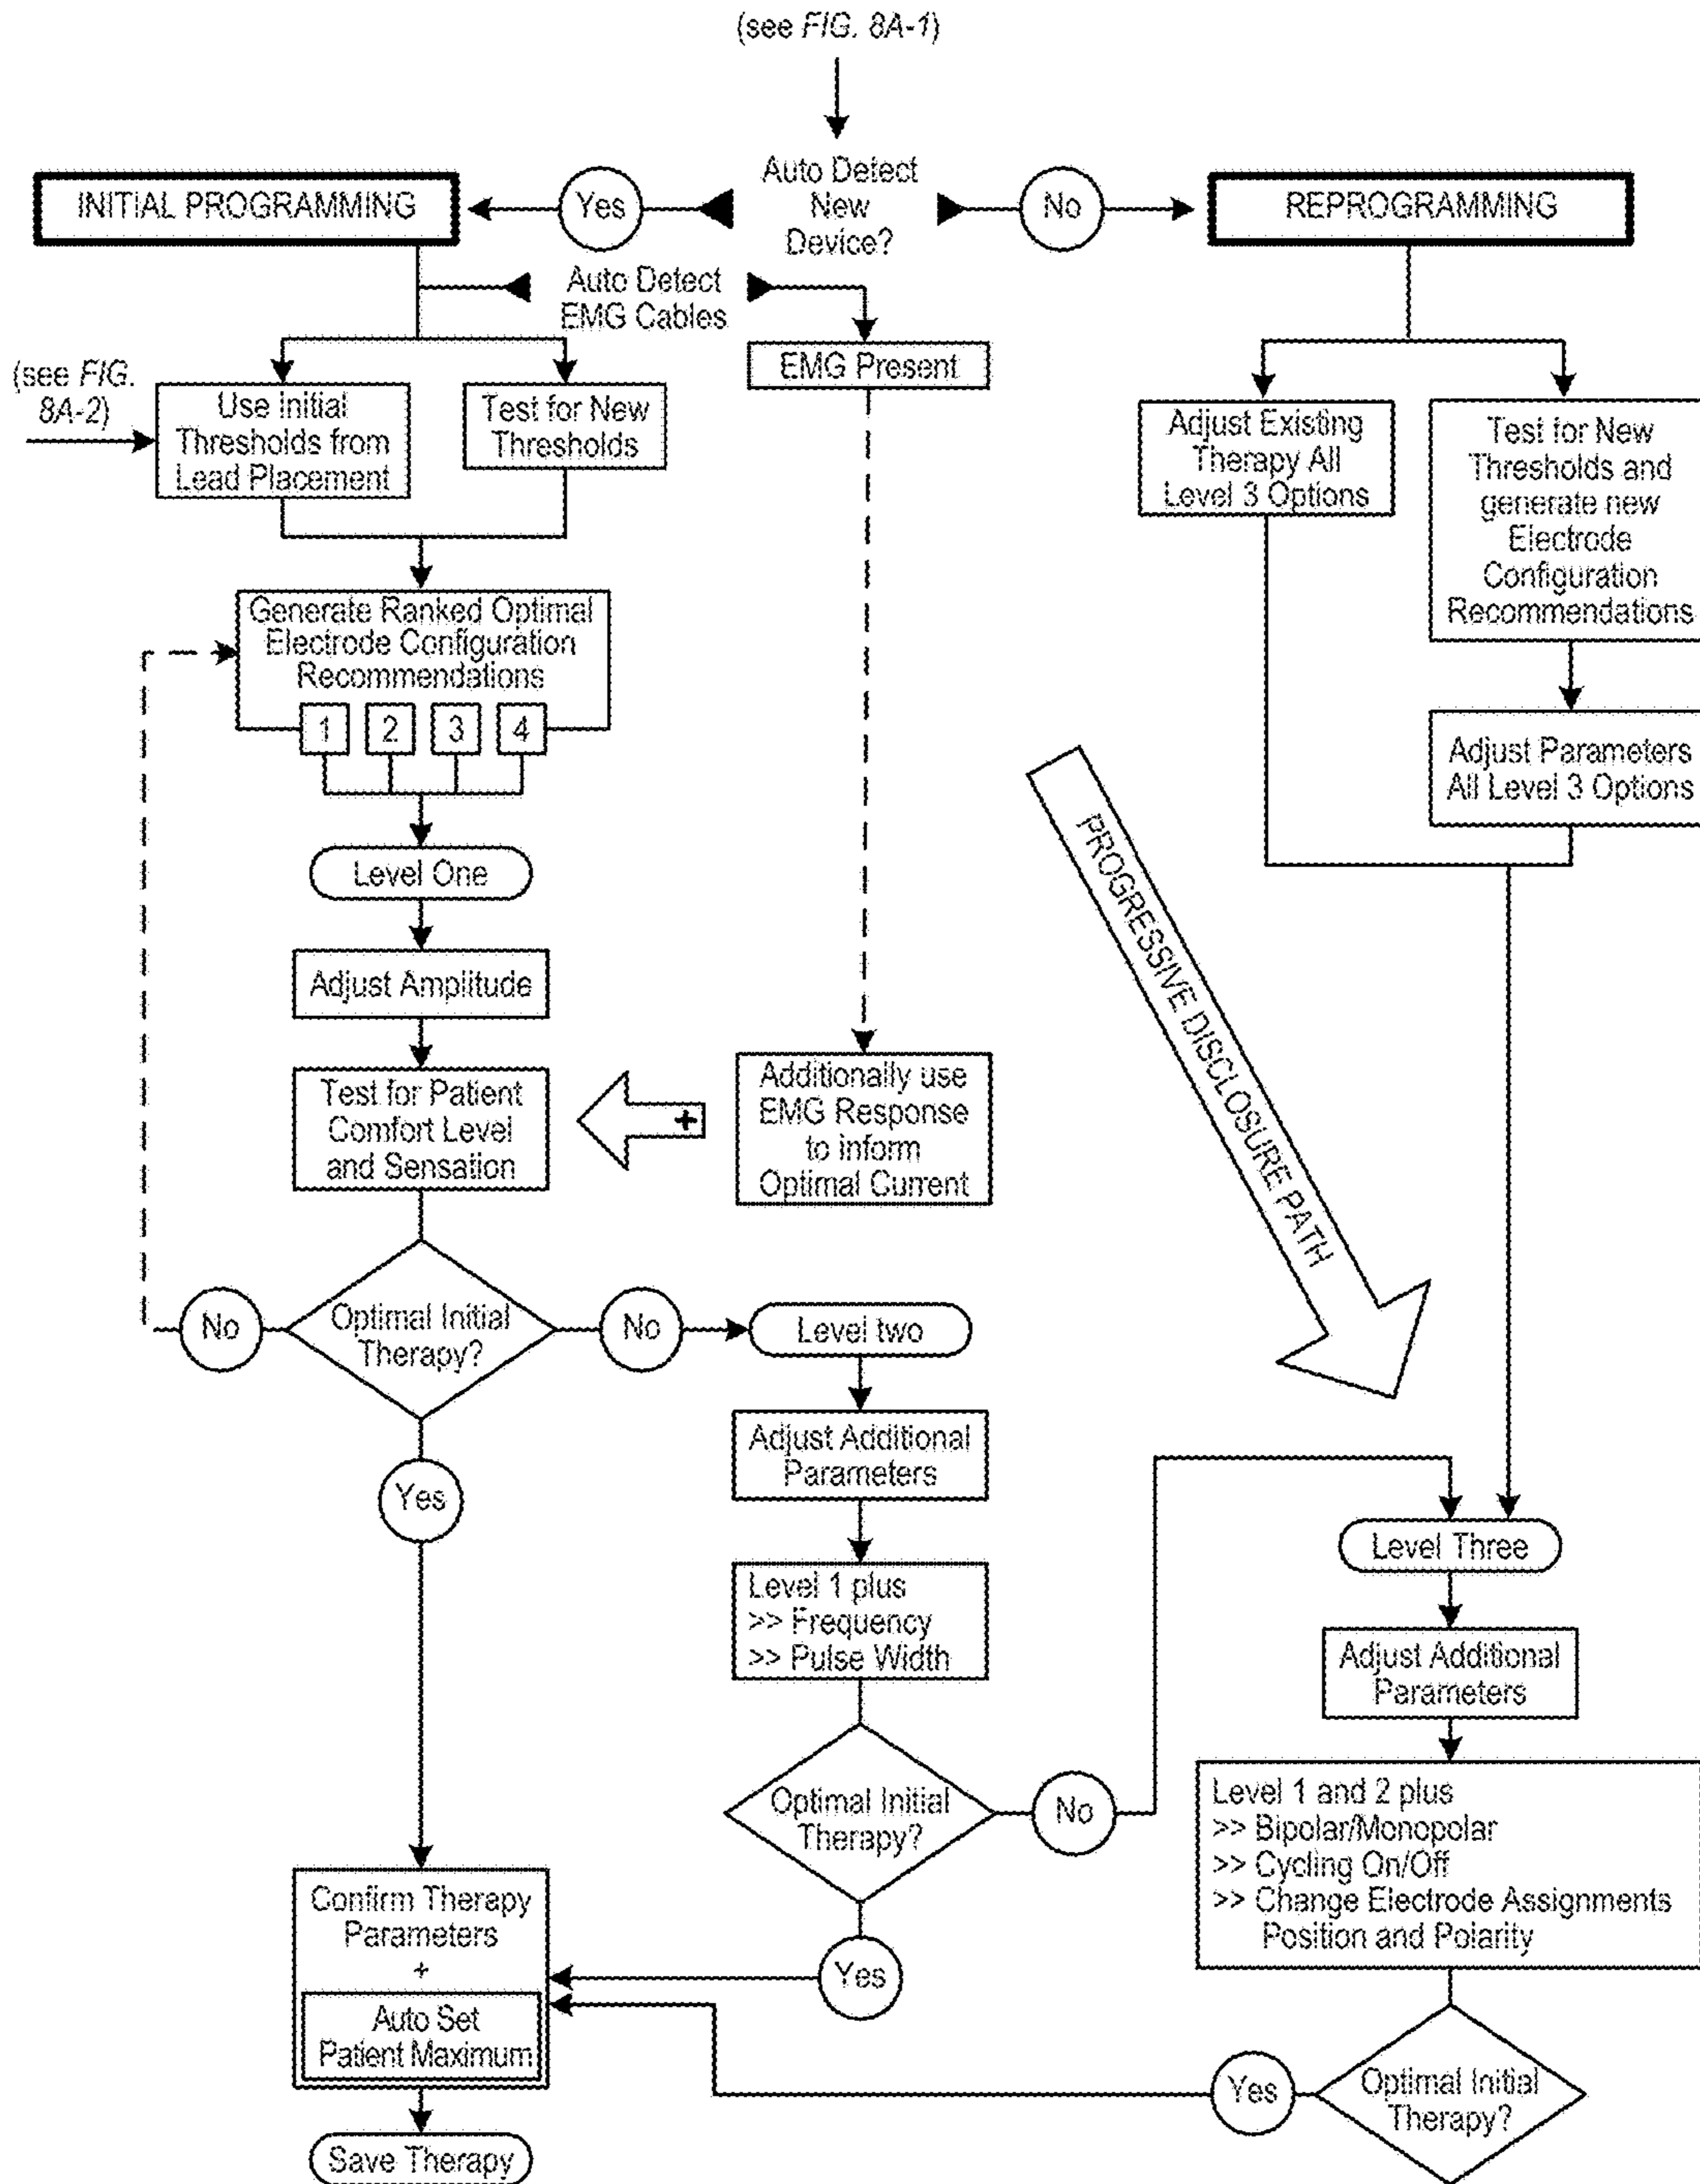 (see FIG. 8A-1)
Auto Detect
New
Device?
Yes
No
INITIAL PROGRAMMING
REPROGRAMMING
Auto Detect
EMG Cables
EMG Present
(see FIG.
8A-2)
Use Initial
Thresholds from
Lead Placement
Test for New
Thresholds
Adjust Existing
Therapy All
Level 3 Options
Test for New
Thresholds and
generate new
Electrode
Configuration
Recommendations
Generate Ranked Optimal
Electrode Configuration
Recommendations
1 2 3 4
Adjust Parameters
All Level 3 Options
PROGRESSIVE DISCLOSURE PATH
Level One
Adjust Amplitude
Test for Patient
Comfort Level
and Sensation
+
Additionally use
EMG Response
to inform
Optimal Current
No
Optimal Initial
Therapy?
No
Level two
Yes
Adjust Additional
Parameters
Level 1 plus
>> Frequency
>> Pulse Width
Optimal Initial
Therapy?
No
Yes
Level Three
Adjust Additional
Parameters
Level 1 and 2 plus
>> Bipolar/Monopolar
>> Cycling On/Off
>> Change Electrode Assignments
Position and Polarity
Optimal Initial
Therapy?
Yes
Confirm Therapy
Parameters
+
Auto Set
Patient Maximum
Save Therapy